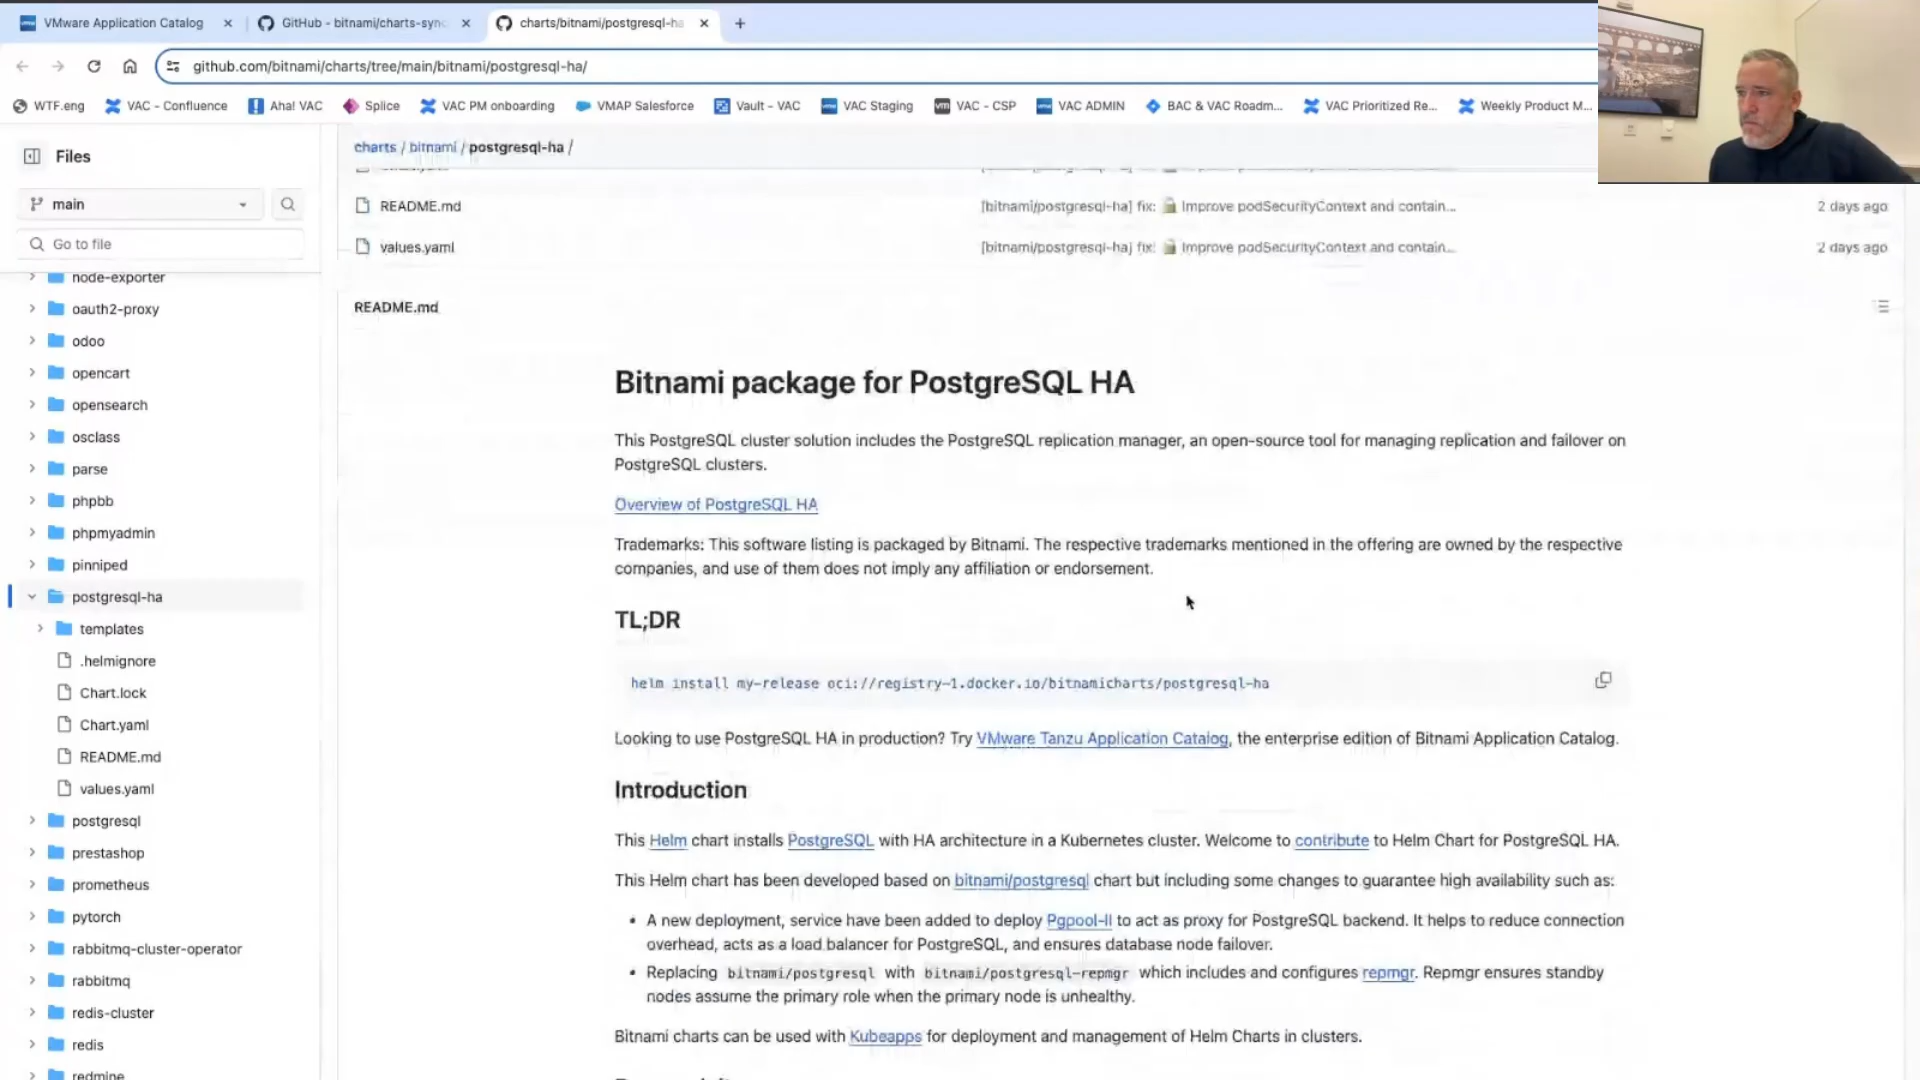 VMware Application Catalog
GitHub - bitnami/charts-sync
charts/bitnami/postgresql-ha
github.com/bitnami/charts/tree/main/bitnami/postgresql-ha/
WTF.eng
VAC - Confluence
Aha! VAC
Splice
VAC PM onboarding
VMAP Salesforce
Vault - VAC
VAC Staging
VAC - CSP
VAC ADMIN
BAC & VAC Roadm...
VAC Prioritized Re...
Weekly Product M...
Files
main
Go to file
node-exporter
oauth2-proxy
odoo
opencart
opensearch
osclass
parse
phpbb
phpmyadmin
pinniped
postgresql-ha
templates
.helmignore
Chart.lock
Chart.yaml
README.md
values.yaml
postgresql
prestashop
prometheus
pytorch
rabbitmq-cluster-operator
rabbitmq
redis-cluster
redis
redmine
charts / bitnami / postgresql-ha /
README.md [bitnami/postgresql-ha] fix: 🔒 Improve podSecurityContext and contain... 2 days ago
values.yaml [bitnami/postgresql-ha] fix: 🔒 Improve podSecurityContext and contain... 2 days ago
README.md
Bitnami package for PostgreSQL HA
This PostgreSQL cluster solution includes the PostgreSQL replication manager, an open-source tool for managing replication and failover on
PostgreSQL clusters.
Overview of PostgreSQL HA
Trademarks: This software listing is packaged by Bitnami. The respective trademarks mentioned in the offering are owned by the respective
companies, and use of them does not imply any affiliation or endorsement.
TL;DR
helm install my-release oci://registry-1.docker.io/bitnamicharts/postgresql-ha
Looking to use PostgreSQL HA in production? Try VMware Tanzu Application Catalog, the enterprise edition of Bitnami Application Catalog.
Introduction
This Helm chart installs PostgreSQL with HA architecture in a Kubernetes cluster. Welcome to contribute to Helm Chart for PostgreSQL HA.
This Helm chart has been developed based on bitnami/postgresql chart but including some changes to guarantee high availability such as:
• A new deployment, service have been added to deploy Pgpool-II to act as proxy for PostgreSQL backend. It helps to reduce connection
overhead, acts as a load balancer for PostgreSQL, and ensures database node failover.
• Replacing bitnami/postgresql with bitnami/postgresql-repmgr which includes and configures repmgr. Repmgr ensures standby
nodes assume the primary role when the primary node is unhealthy.
Bitnami charts can be used with Kubeapps for deployment and management of Helm Charts in clusters.